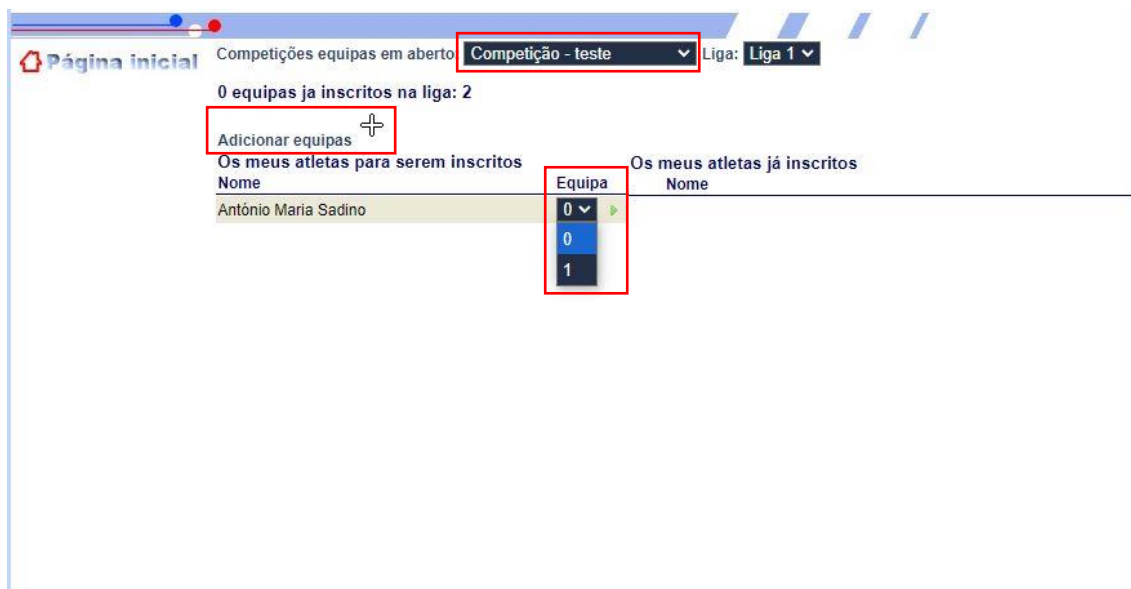 Página inicial
Competições equipas em aberto Competição - teste Liga: Liga 1
0 equipas ja inscritos na liga: 2
Adicionar equipas
Os meus atletas para serem inscritos Os meus atletas já inscritos
Nome Equipa Nome
António Maria Sadino 0
0
1